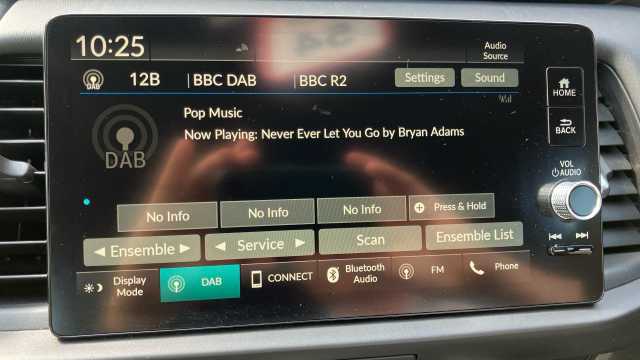 10:25
Audio
Source
DAB
12B
BBC DAB
BBC R2
Settings
Sound
HOME
Pop Music
Now Playing: Never Ever Let You Go by Bryan Adams
BACK
DAB
VOL
AUDIO
No Info
No Info
No Info
Press & Hold
Ensemble
Service
Scan
Ensemble List
Display
Mode
DAB
CONNECT
Bluetooth
Audio
FM
Phone